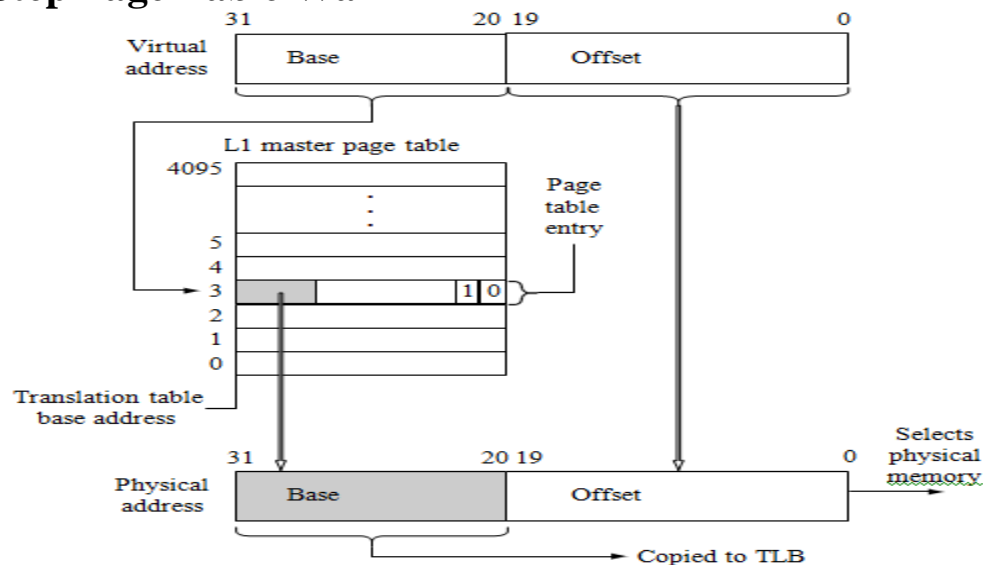 31 20 19 0
Virtual address
Base
Offset
L1 master page table
4095
Page table entry
5
4
3
1 0
2
1
0
Translation table base address
31 20 19 0
Selects physical memory
Physical address
Base
Offset
Copied to TLB